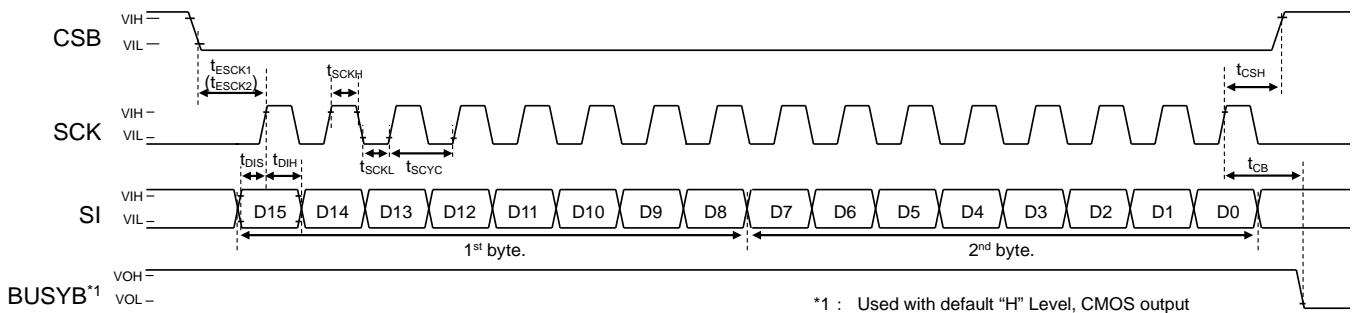 CSB
VIH
VIL
tESCK1
(tESCK2)
tSCKH
tCSH
SCK
VIH
VIL
tDIS
tDIH
tSCKL
tSCYC
tCB
SI
VIH
VIL
D15 D14 D13 D12 D11 D10 D9 D8 D7 D6 D5 D4 D3 D2 D1 D0
1st byte. 2nd byte.
BUSYB*1
VOH
VOL
*1 : Used with default “H” Level, CMOS output